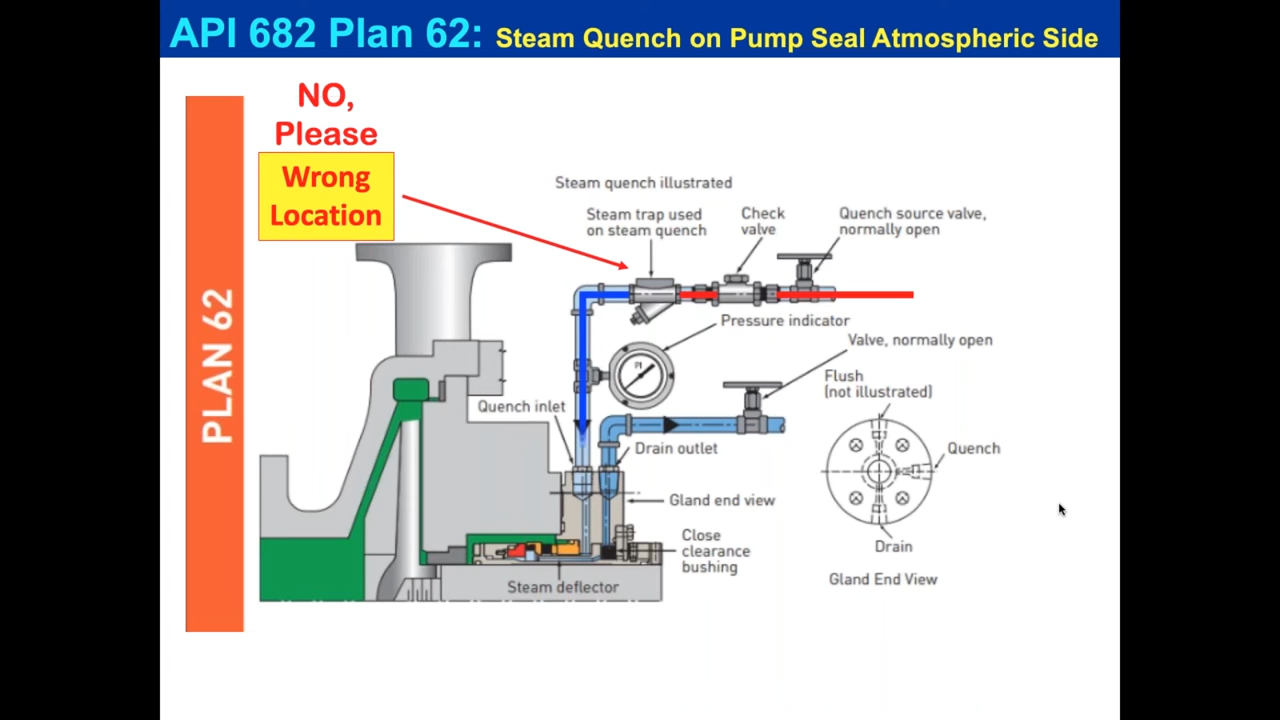 API 682 Plan 62: Steam Quench on Pump Seal Atmospheric Side
NO,
Please
Wrong
Location
PLAN 62
Steam quench illustrated
Steam trap used
on steam quench
Check
valve
Quench source valve,
normally open
Pressure indicator
Valve, normally open
PI
Flush
(not illustrated)
Quench inlet
Drain outlet
Quench
Gland end view
Close
clearance
bushing
Drain
Steam deflector
Gland End View